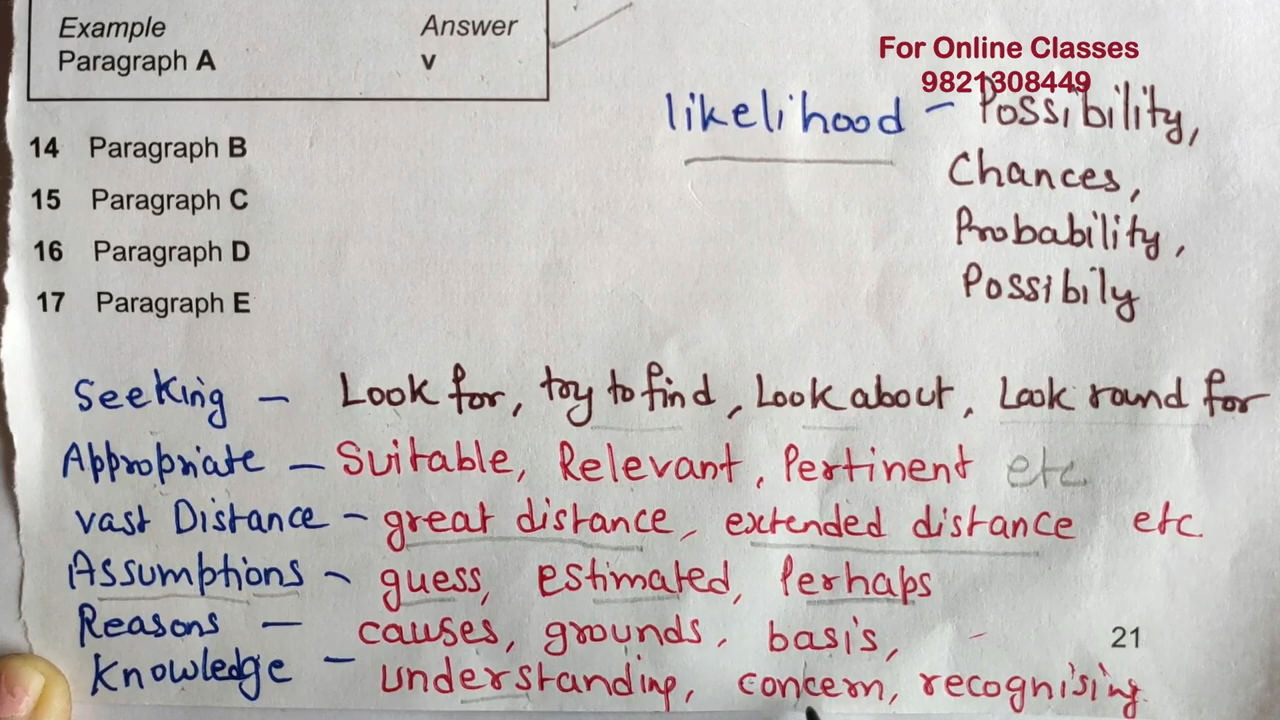 Example Answer
Paragraph A v
For Online Classes
9821308449
likelihood – Possibility,
Chances,
Probability,
Possibily
14 Paragraph B
15 Paragraph C
16 Paragraph D
17 Paragraph E
Seeking – Look for, try to find, Look about, Look round for
Appropriate – Suitable, Relevant, Pertinent etc
vast Distance – great distance, extended distance etc.
Assumptions – guess, estimated, Perhaps
Reasons – causes, grounds, basis, –
21
Knowledge – understanding, concern, recognising.